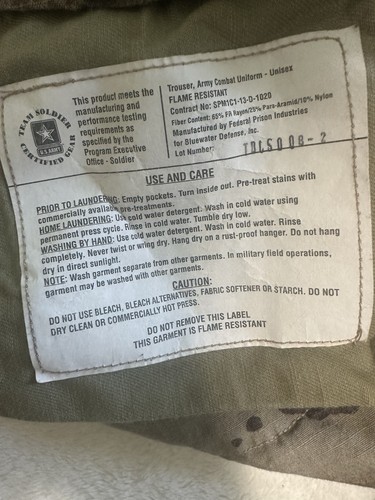 TEAM SOLDIER
CERTIFIED GEAR
U.S. ARMY
This product meets the
manufacturing and
performance testing
requirements as
specified by the
Program Executive
Office - Soldier
Trouser, Army Combat Uniform - Unisex
FLAME RESISTANT
Contract No: SPM1C1-13-D-1020
Fiber Content: 65% FR Rayon/25% Para-Aramid/10% Nylon
Manufactured by Federal Prison Industries
for Bluewater Defense, Inc.
Lot Number:
USE AND CARE
PRIOR TO LAUNDERING: Empty pockets. Turn inside out. Pre-treat stains with
commercially available pre-treatments.
HOME LAUNDERING: Use cold water detergent. Wash in cold water using
permanent press cycle. Rinse in cold water. Tumble dry low.
WASHING BY HAND: Use cold water detergent. Wash in cold water. Rinse
completely. Never twist or wring dry. Hang dry on a rust-proof hanger. Do not hang
dry in direct sunlight.
NOTE: Wash garment separate from other garments. In military field operations,
garment may be washed with other garments.
CAUTION:
DO NOT USE BLEACH, BLEACH ALTERNATIVES, FABRIC SOFTENER OR STARCH. DO NOT
DRY CLEAN OR COMMERCIALLY HOT PRESS.
DO NOT REMOVE THIS LABEL
THIS GARMENT IS FLAME RESISTANT